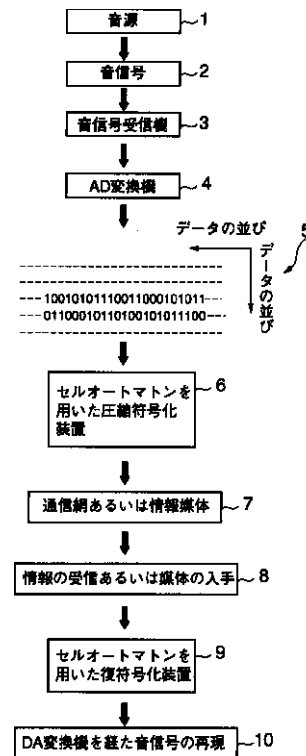 音源 1
音信号 2
音信号受信機 3
AD変換機 4
データの並び
データの並び
5
10010101110011000101011
01100010110100101011100
セルオートマトンを
用いた圧縮符号化
装置
6
通信網あるいは情報媒体 7
情報の受信あるいは媒体の入手 8
セルオートマトンを
用いた復符号化装置
9
DA変換機を経た音信号の再現 10